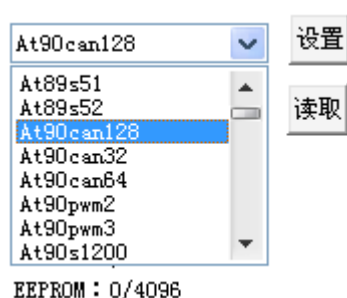 At90can128
设置
At89s51
At89s52
读取
At90can128
At90can32
At90can64
At90pwm2
At90pwm3
At90s1200
EEPROM：0/4096